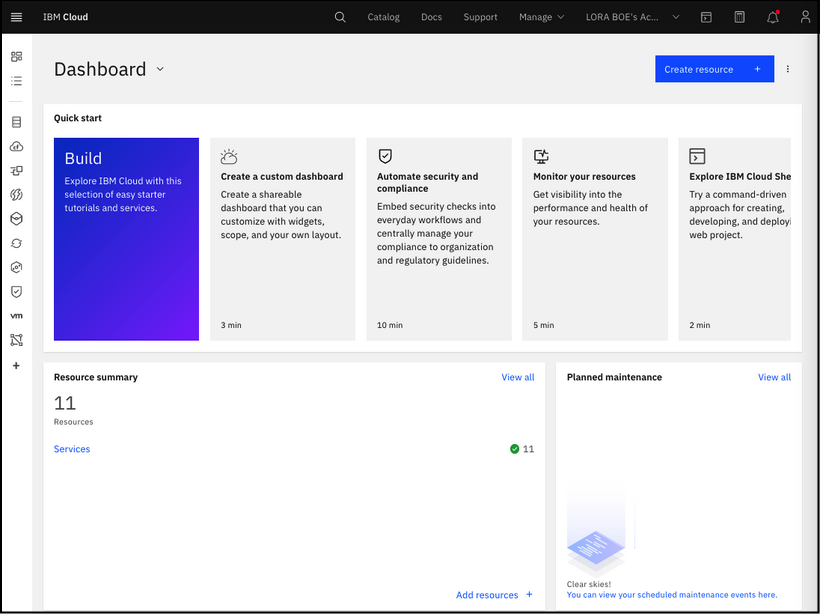 IBM Cloud
Catalog
Docs
Support
Manage
LORA BOE's Ac...
Dashboard
Create resource +
Quick start
Build
Explore IBM Cloud with this
selection of easy starter
tutorials and services.
Create a custom dashboard
Create a shareable
dashboard that you can
customize with widgets,
scope, and your own layout.
3 min
Automate security and
compliance
Embed security checks into
everyday workflows and
centrally manage your
compliance to organization
and regulatory guidelines.
10 min
Monitor your resources
Get visibility into the
performance and health of
your resources.
5 min
Explore IBM Cloud She
Try a command-driven
approach for creating,
developing, and deployi
web project.
2 min
vm
+
Resource summary
View all
11
Resources
Services
11
Add resources +
Planned maintenance
View all
Clear skies!
You can view your scheduled maintenance events here.